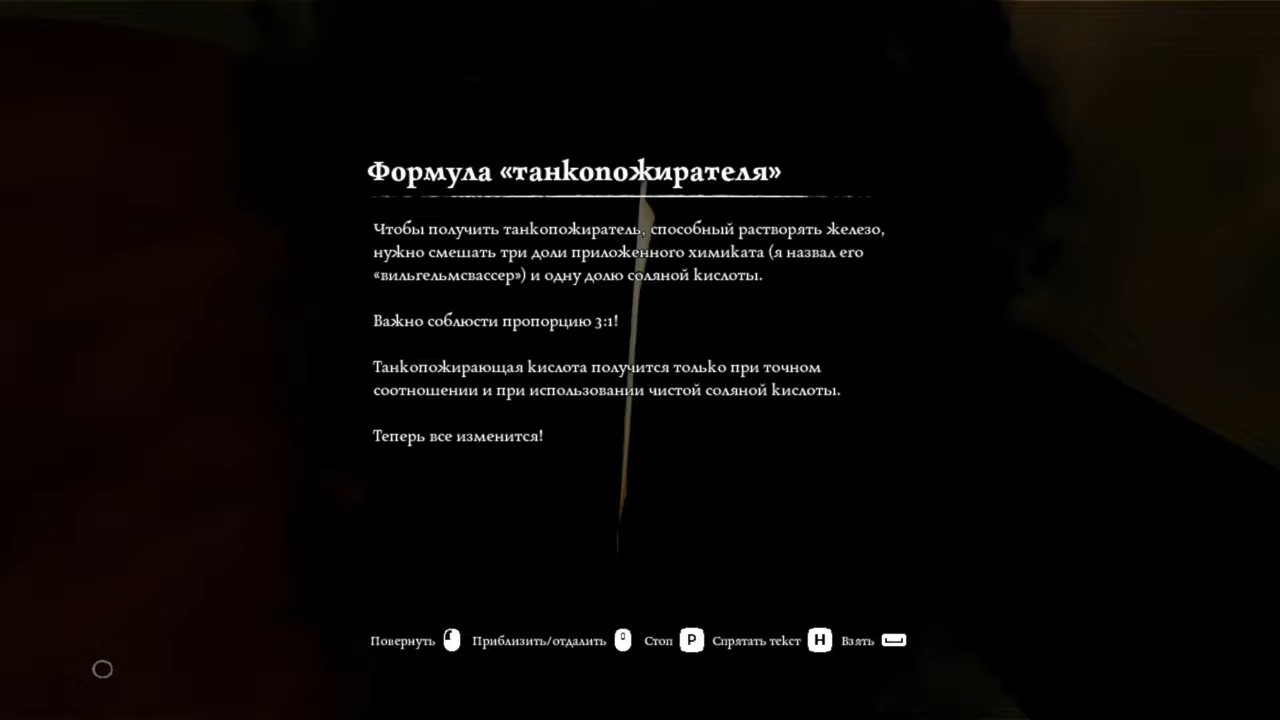 Формула «танкопожирателя»
Чтобы получить танкопожиратель, способный растворять железо,
нужно смешать три доли приложенного химиката (я назвал его
«вильгельмсвассер») и одну долю соляной кислоты.
Важно соблюсти пропорцию 3:1!
Танкопожирающая кислота получится только при точном
соотношении и при использовании чистой соляной кислоты.
Теперь все изменится!
Повернуть Приблизить/отдалить Стоп P Спрятать текст H Взять